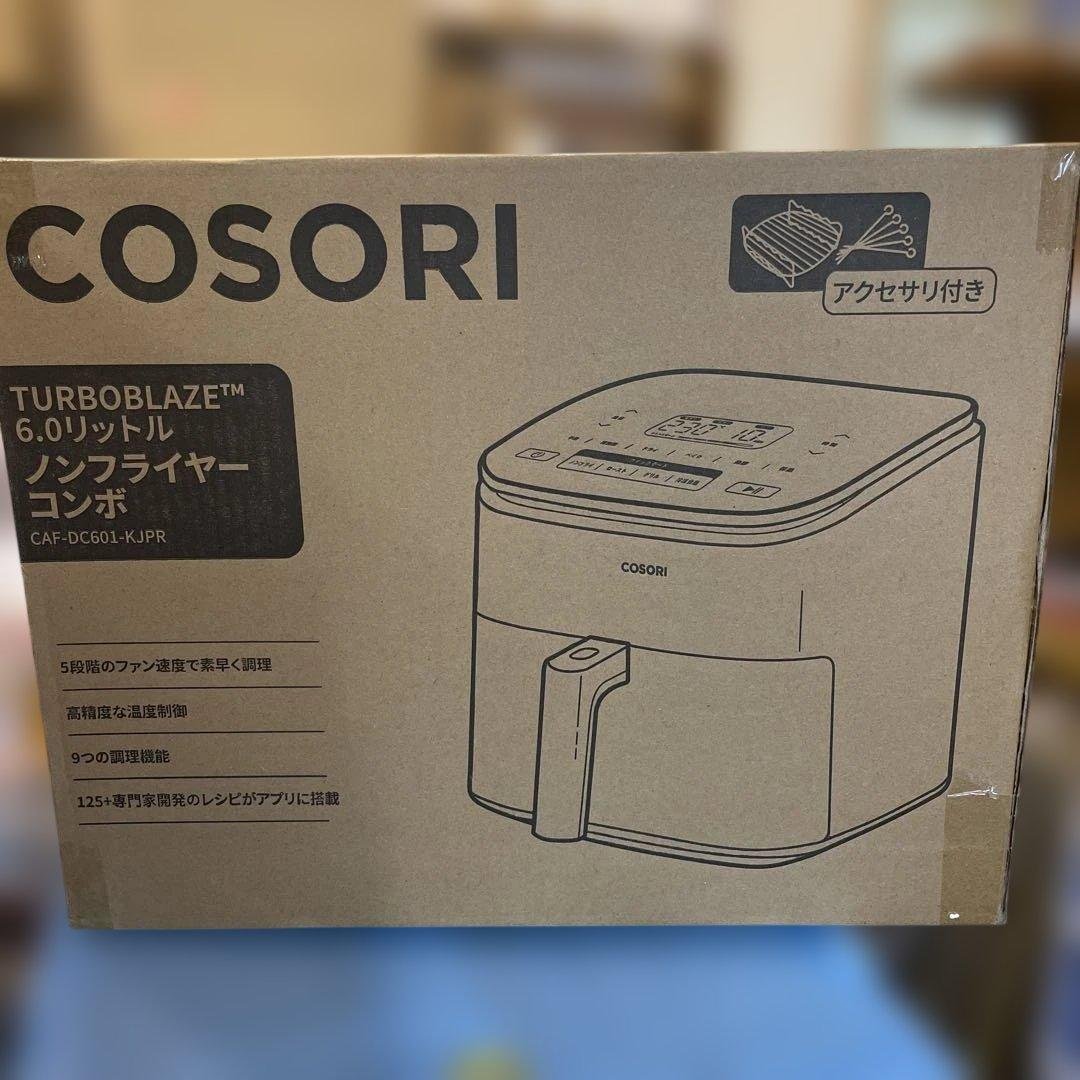 COSORI
アクセサリ付き
TURBOBLAZE™
6.0リットル
ノンフライヤー
コンボ
CAF-DC601-KJPR
230℃ 10
COSORI
5段階のファン速度で素早く調理
高精度な温度制御
9つの調理機能
125+専門家開発のレシピがアプリに搭載